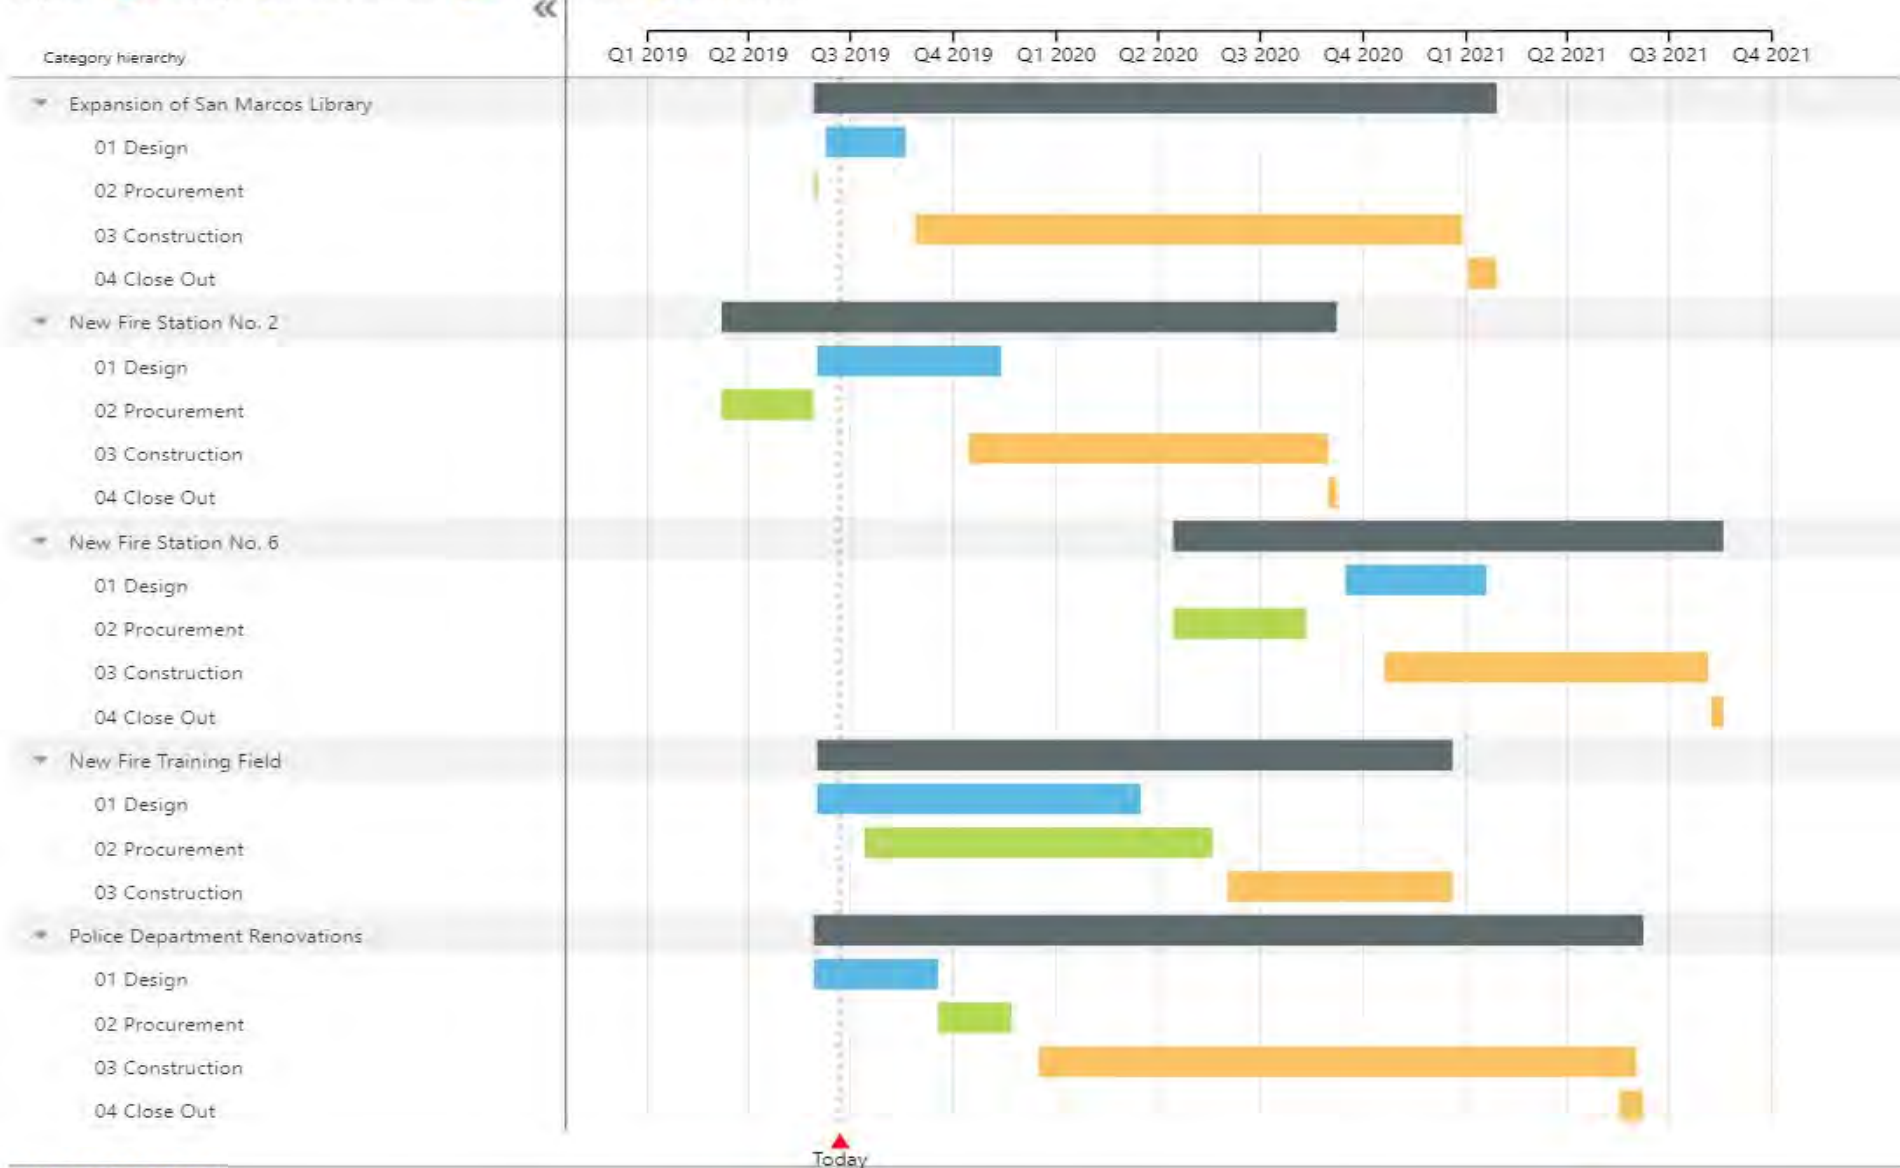 «
Category hierarchy
Q1 2019 Q2 2019 Q3 2019 Q4 2019 Q1 2020 Q2 2020 Q3 2020 Q4 2020 Q1 2021 Q2 2021 Q3 2021 Q4 2021
Expansion of San Marcos Library
01 Design
02 Procurement
03 Construction
04 Close Out
New Fire Station No. 2
01 Design
02 Procurement
03 Construction
04 Close Out
New Fire Station No. 6
01 Design
02 Procurement
03 Construction
04 Close Out
New Fire Training Field
01 Design
02 Procurement
03 Construction
Police Department Renovations
01 Design
02 Procurement
03 Construction
04 Close Out
Today